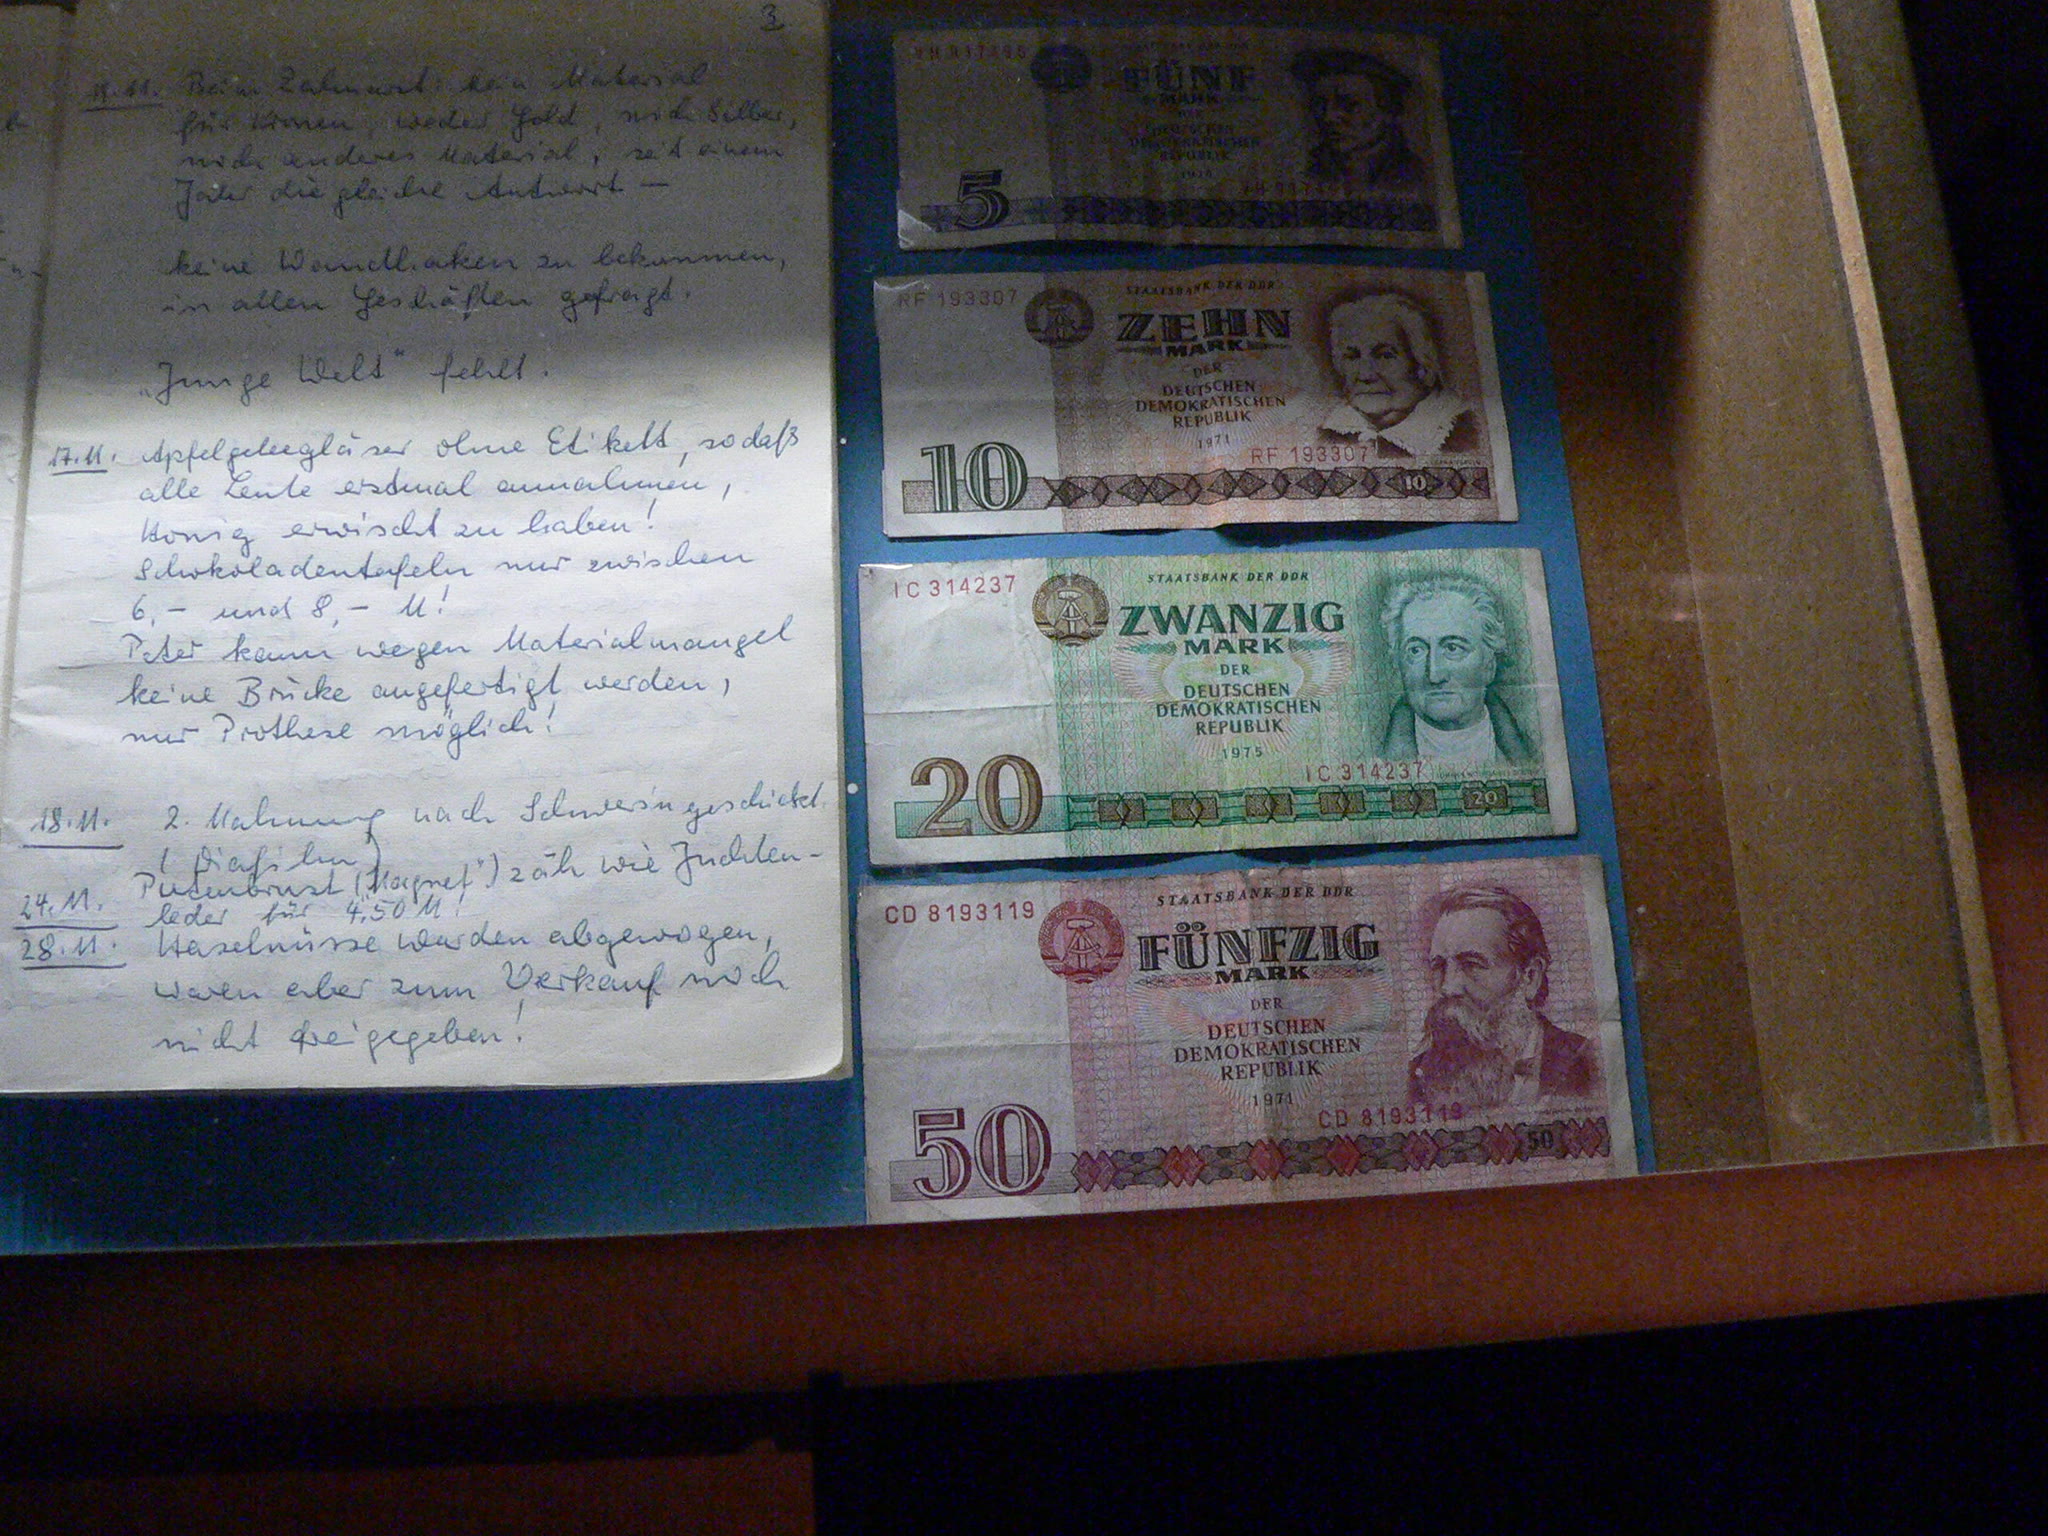 3
Beim Zahnarzt: kein Material
für Kronen, weder Gold, noch Silber,
noch anderes Material, seit einem
Jahr die gleiche Antwort —
keine Wandhaken zu bekommen,
in allen Geschäften gefragt.
"Junge Welt" fehlt.
17.11. Apfelgeleegläser ohne Etikett, sodaß
alle Leute erstmal annahmen,
Honig erwischt zu haben!
Schokoladentafeln nur zwischen
6,- und 8,- M!
Peter kann wegen Materialmangel
keine Brücke angefertigt werden,
nur Prothese möglich!
18.11. 2. Mahnung nach Schwerin geschickt.
(Diafilm)
24.11. Putenbrust ("Magnet") zäh wie Juchten-
leder für 4,50 M!
28.11. Haselnüsse wurden abgewogen,
waren aber zum Verkauf noch
nicht freigegeben!
FÜNF
MARK
DER
DEUTSCHEN
DEMOKRATISCHEN
REPUBLIK
1975
5
RF 193307
STAATSBANK DER DDR
ZEHN
MARK
DER
DEUTSCHEN
DEMOKRATISCHEN
REPUBLIK
1971
RF 193307
10
10
IC 314237
STAATSBANK DER DDR
ZWANZIG
MARK
DER
DEUTSCHEN
DEMOKRATISCHEN
REPUBLIK
1975
IC 314237
20
20
CD 8193119
STAATSBANK DER DDR
FÜNFZIG
MARK
DER
DEUTSCHEN
DEMOKRATISCHEN
REPUBLIK
1971
CD 8193119
50
50